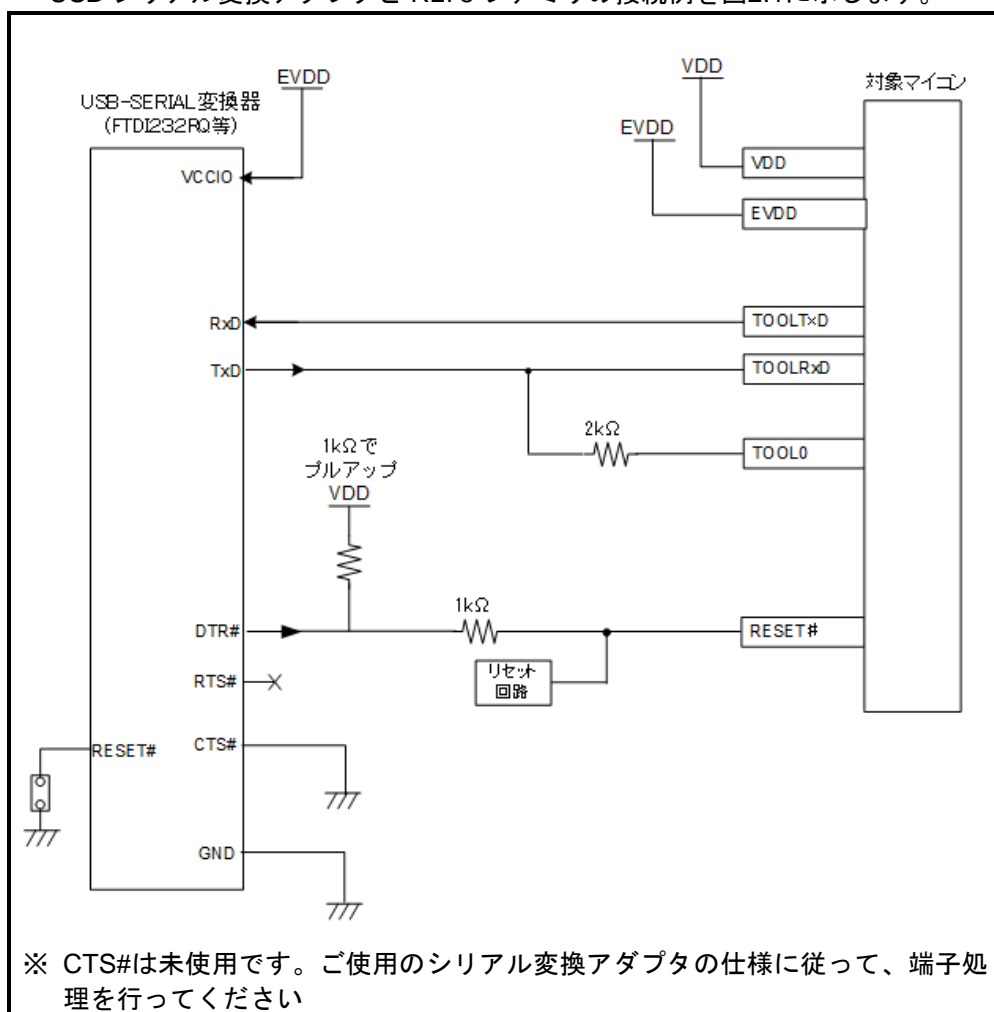 EVDD
VDD
USB-SERIAL変換器
(FTDI232RQ等)
対象マイコン
EVDD
VCCIO
VDD
EVDD
RxD
TOOLTxD
TxD
TOOLRxD
2kΩ
TOOL0
1kΩで
プルアップ
VDD
1kΩ
DTR#
RESET#
RTS#
リセット
回路
RESET#
CTS#
GND
※ CTS#は未使用です。ご使用のシリアル変換アダプタの仕様に従って、端子処
理を行ってください